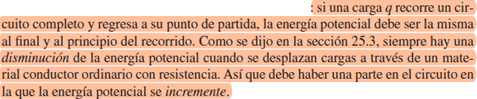 : si una carga q recorre un cir-
cuito completo y regresa a su punto de partida, la energía potencial debe ser la misma
al final y al principio del recorrido. Como se dijo en la sección 25.3, siempre hay una
disminución de la energía potencial cuando se desplazan cargas a través de un mate-
rial conductor ordinario con resistencia. Así que debe haber una parte en el circuito en
la que la energía potencial se incremente.